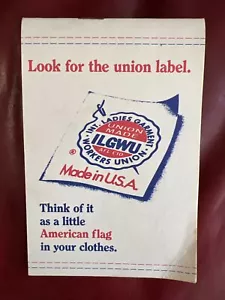 Look for the union label.
INT'L LADIES GARMENT
UNION
MADE
ILGWU
AFL CIO
WORKERS UNION
®
Made in U.S.A.
Think of it
as a little
American flag
in your clothes.